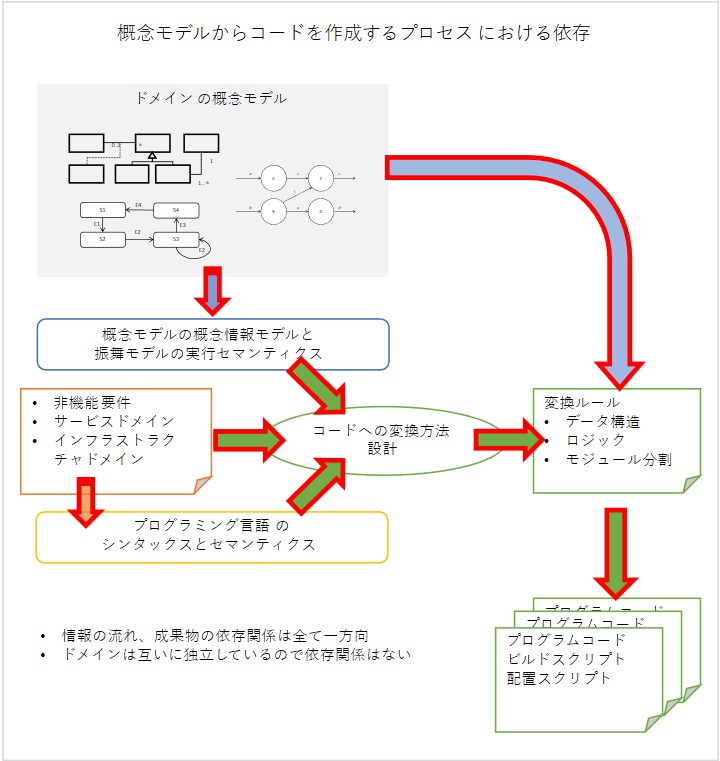 概念モデルからコードを作成するプロセス における依存
ドメイン の概念モデル
*
1
1..*
S1
E4
S4
E1
E3
S2
E2
S3
E2
A
C
B
D
概念モデルの概念情報モデルと
振舞モデルの実行セマンティクス
• 非機能要件
• サービスドメイン
• インフラストラク
チャドメイン
コードへの変換方法
設計
変換ルール
• データ構造
• ロジック
• モジュール分割
プログラミング言語 の
シンタックスとセマンティクス
プログラムコード
プログラムコード
プログラムコード
ビルドスクリプト
配置スクリプト
• 情報の流れ、成果物の依存関係は全て一方向
• ドメインは互いに独立しているので依存関係はない